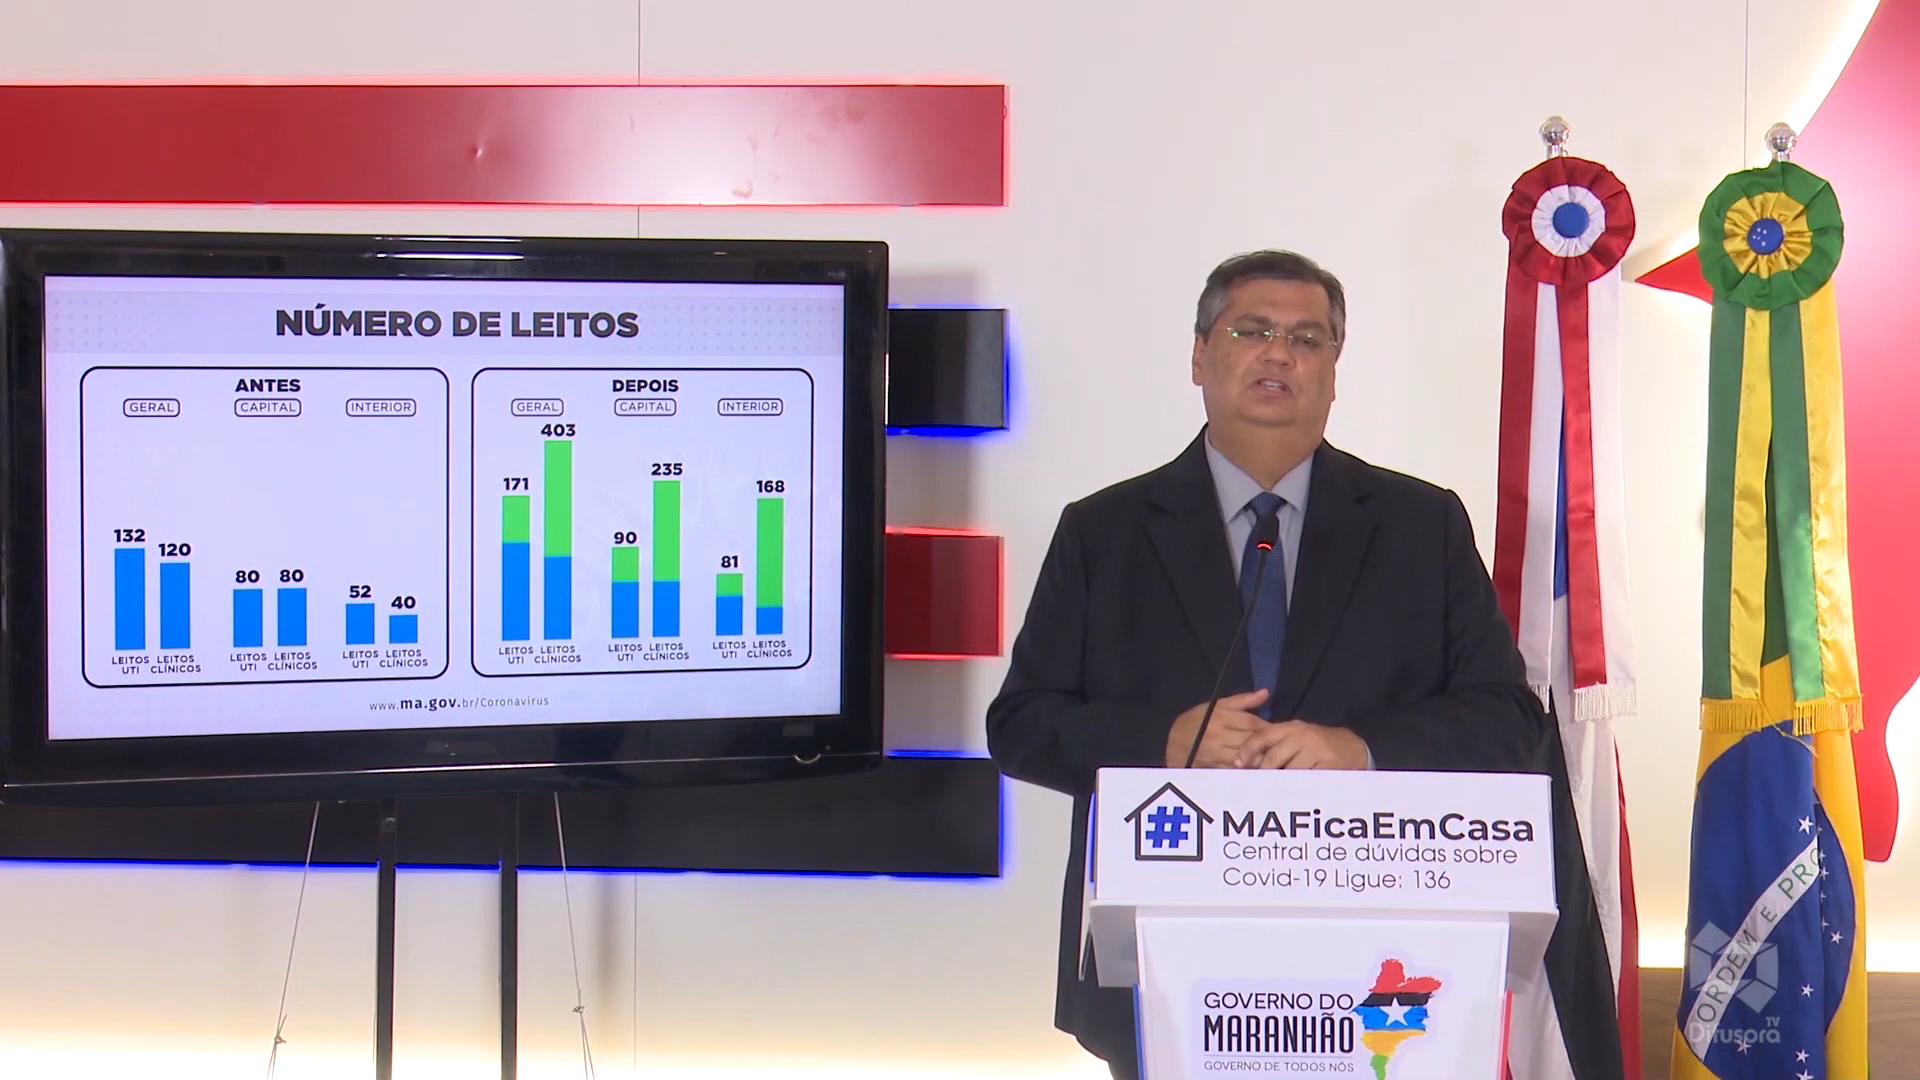 NÚMERO DE LEITOS
ANTES
GERAL CAPITAL INTERIOR
132 120 80 80 52 40
LEITOS UTI LEITOS CLÍNICOS LEITOS UTI LEITOS CLÍNICOS LEITOS UTI LEITOS CLÍNICOS
DEPOIS
GERAL CAPITAL INTERIOR
171 403 90 235 81 168
LEITOS UTI LEITOS CLÍNICOS LEITOS UTI LEITOS CLÍNICOS LEITOS UTI LEITOS CLÍNICOS
www.ma.gov.br/Coronavirus
#MAFicaEmCasa
Central de dúvidas sobre
Covid-19 Ligue: 136
GOVERNO DO
MARANHÃO
GOVERNO DE TODOS NÓS
ORDEM E PRO
TV
Difusora